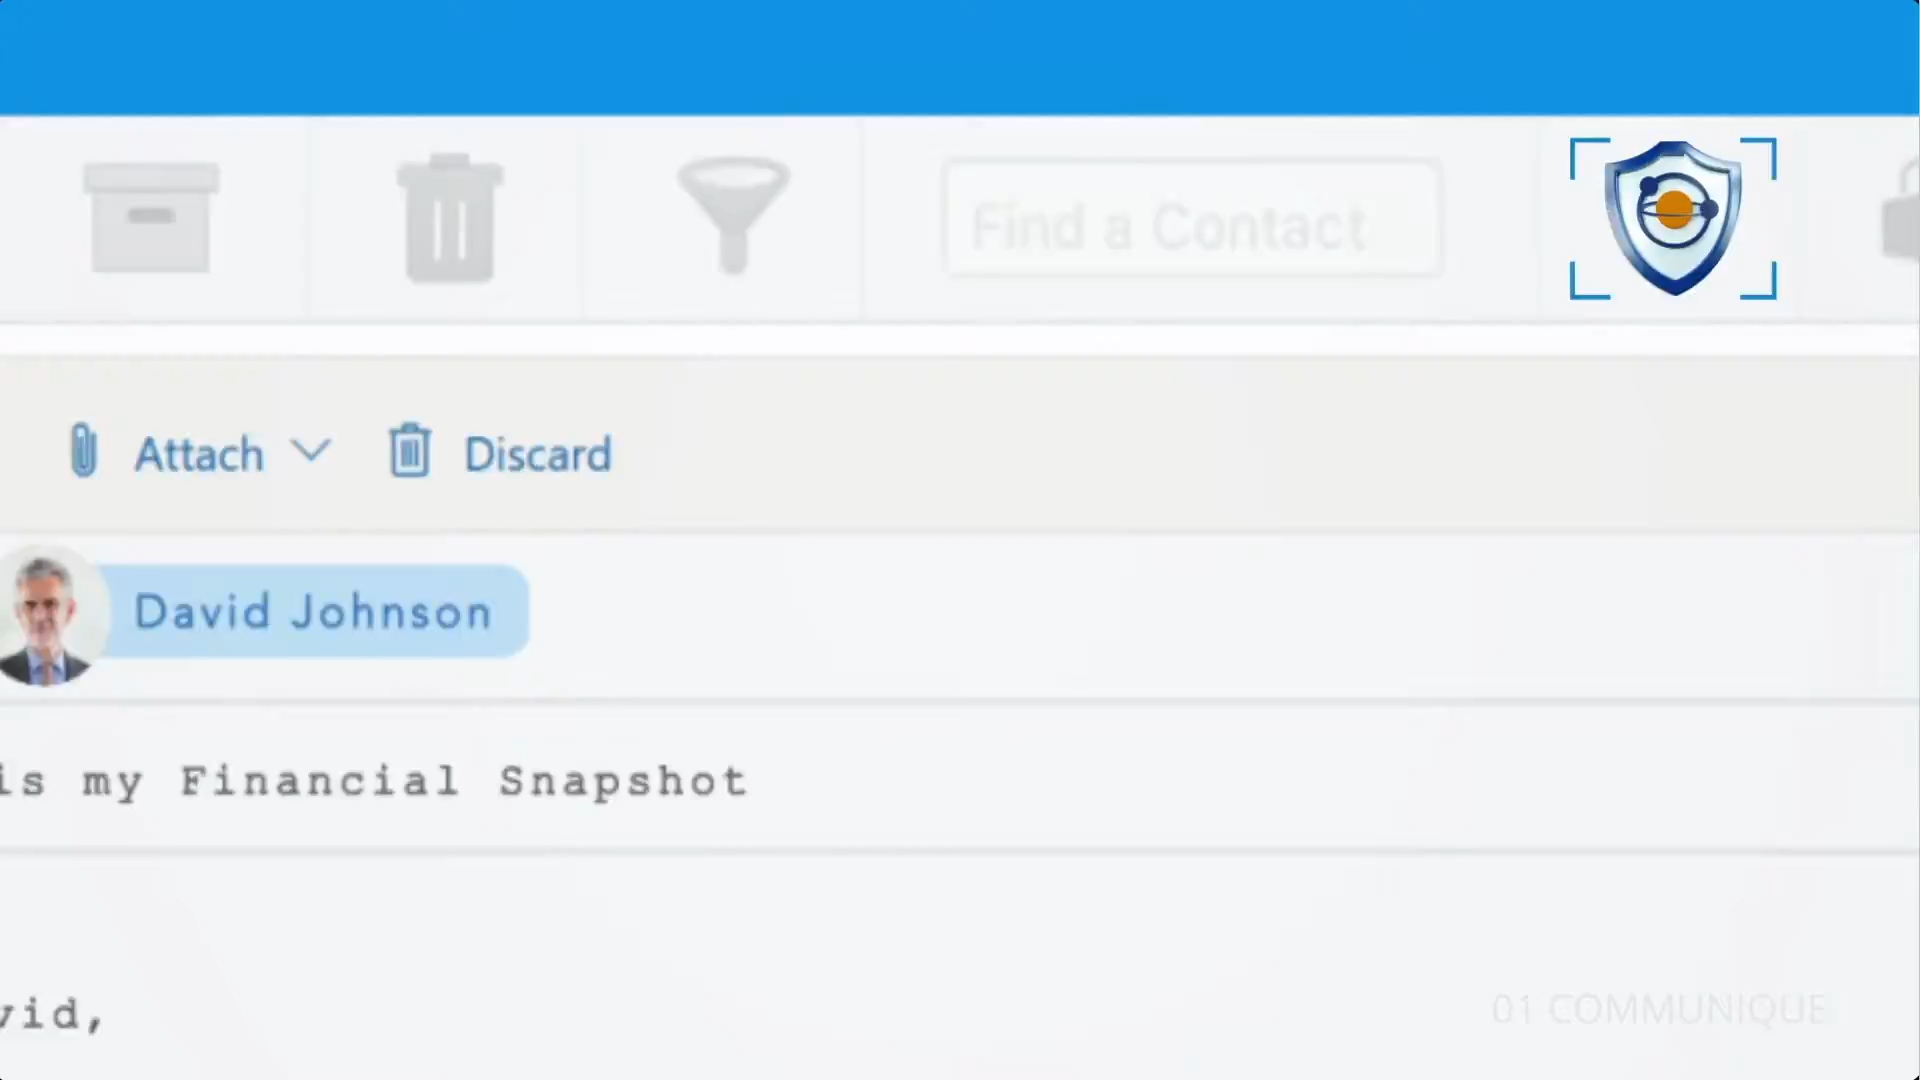 Find a Contact
Attach Discard
David Johnson
is my Financial Snapshot
vid,
01 COMMUNIQUE